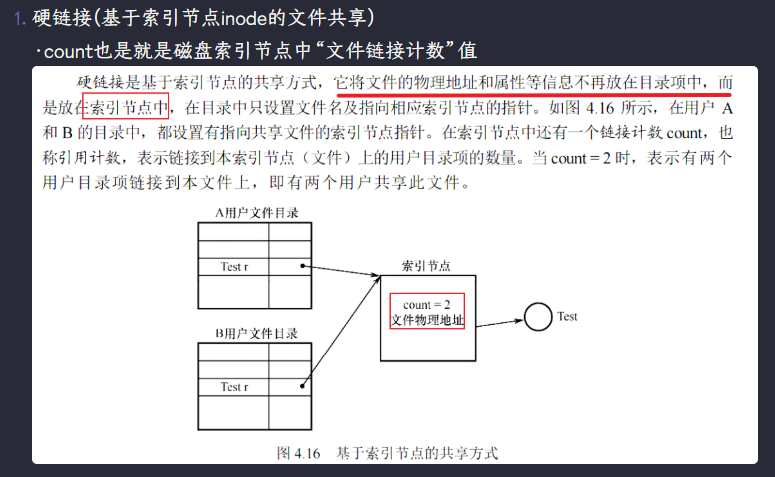 1. 硬链接(基于索引节点inode的文件共享)
·count也是就是磁盘索引节点中“文件链接计数”值
硬链接是基于索引节点的共享方式，它将文件的物理地址和属性等信息不再放在目录项中，而
是放在索引节点中，在目录中只设置文件名及指向相应索引节点的指针。如图 4.16 所示，在用户 A
和 B 的目录中，都设置有指向共享文件的索引节点指针。在索引节点中还有一个链接计数 count，也
称引用计数，表示链接到本索引节点（文件）上的用户目录项的数量。当 count = 2 时，表示有两个
用户目录项链接到本文件上，即有两个用户共享此文件。
A用户文件目录
Test r
索引节点
count = 2
文件物理地址
Test
B用户文件目录
Test r
图 4.16 基于索引节点的共享方式